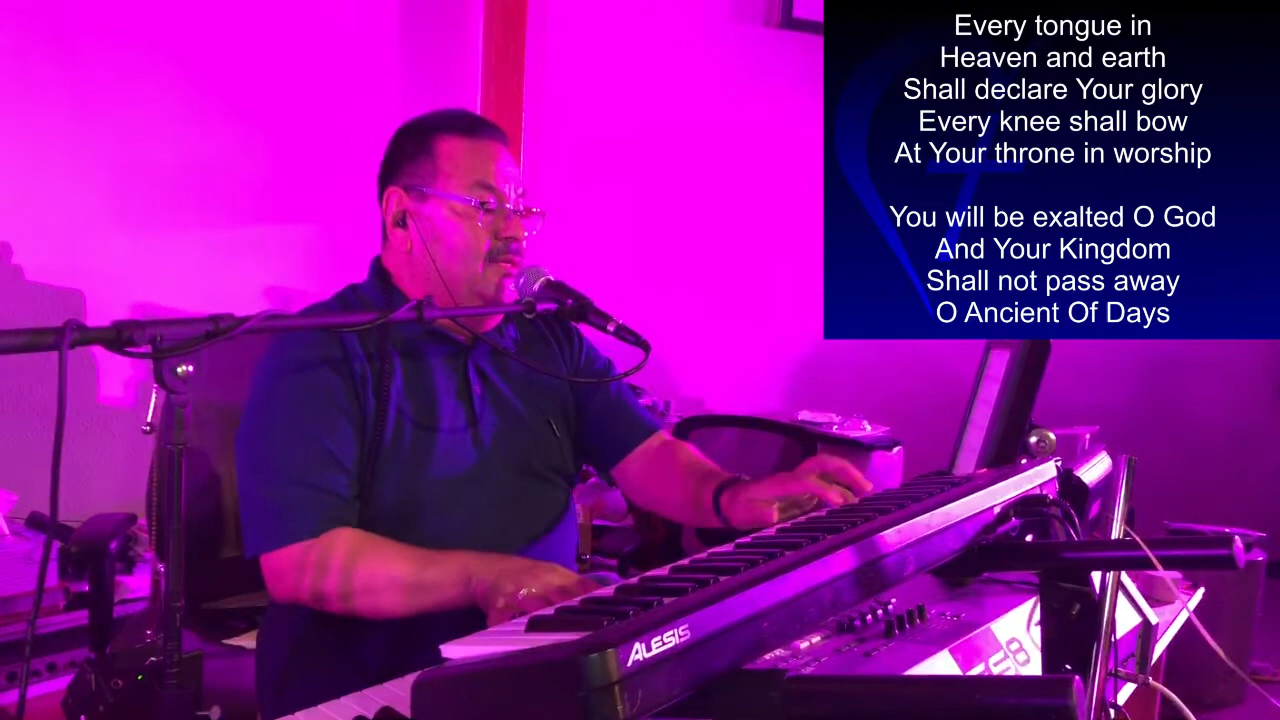 Every tongue in
Heaven and earth
Shall declare Your glory
Every knee shall bow
At Your throne in worship
You will be exalted O God
And Your Kingdom
Shall not pass away
O Ancient Of Days
ALESIS